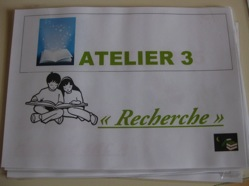 ATELIER 3
« Recherche »